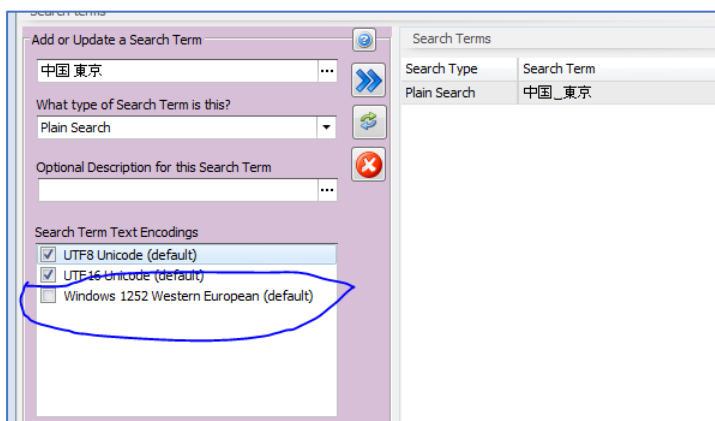 Search Terms
Add or Update a Search Term
中国 東京
What type of Search Term is this?
Plain Search
Optional Description for this Search Term
Search Term Text Encodings
UTF8 Unicode (default)
UTF16 Unicode (default)
Windows 1252 Western European (default)
Search Terms
Search Type Search Term
Plain Search 中国_東京